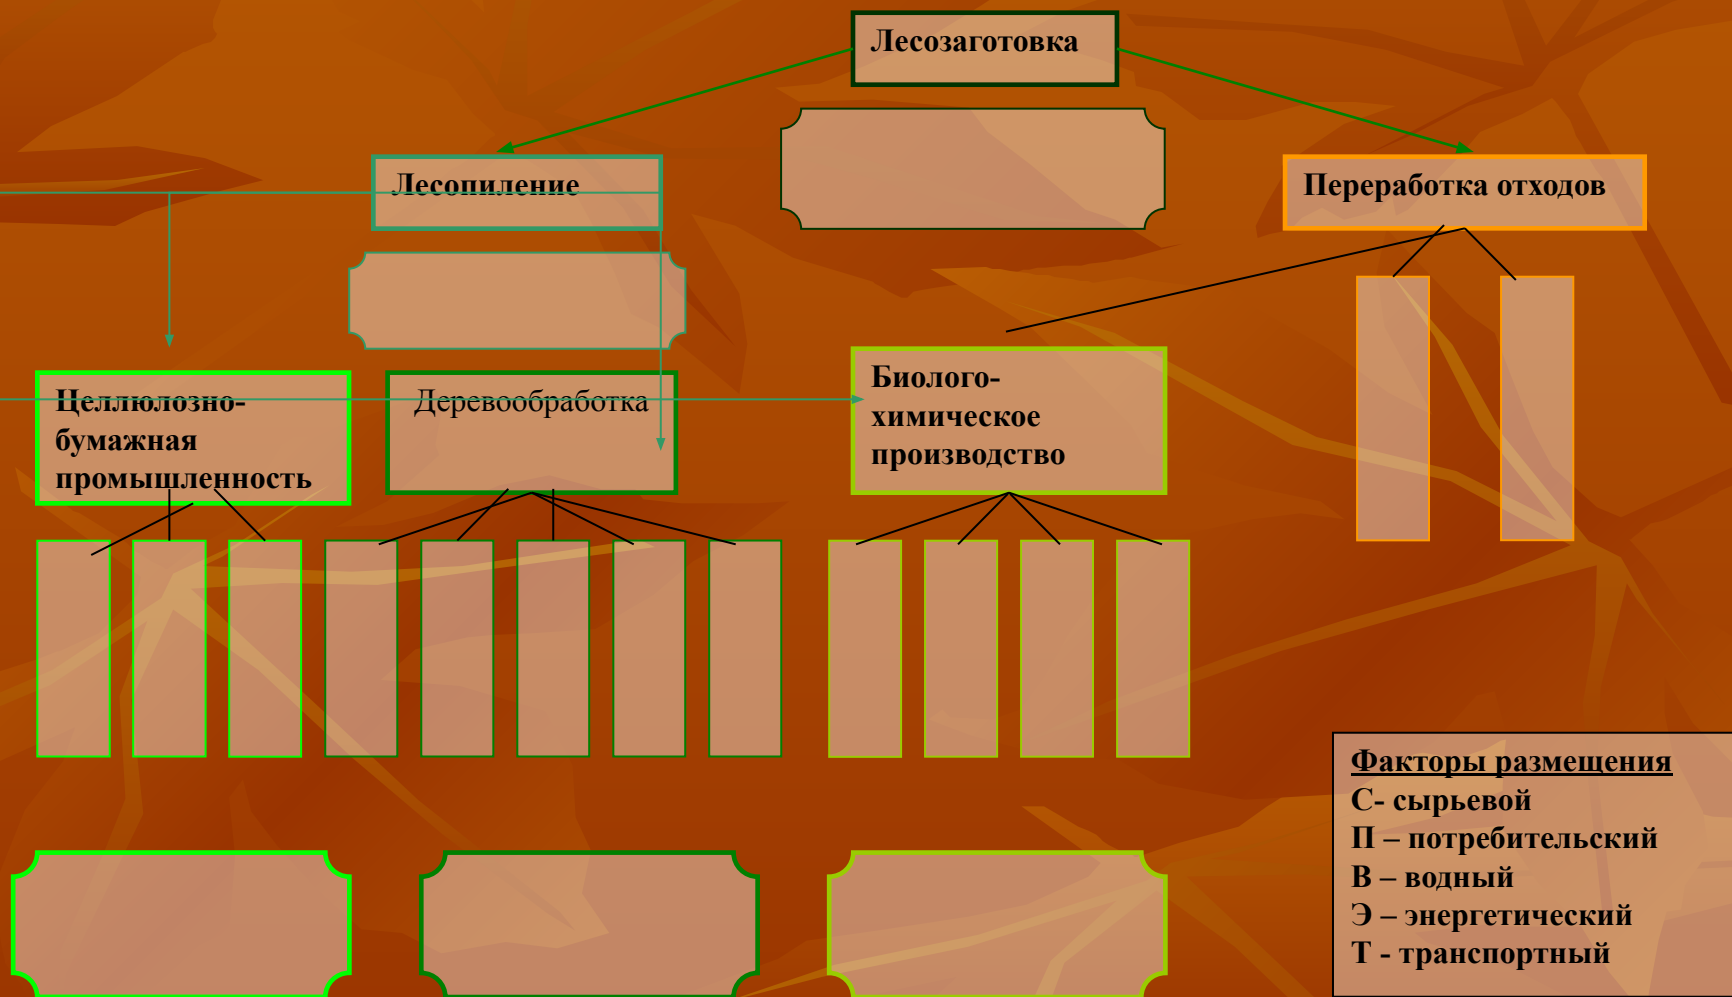 Лесозаготовка
Лесопиление
Переработка отходов
Целлюлозно-
бумажная
промышленность
Деревообработка
Биолого-
химическое
производство
Факторы размещения
С- сырьевой
П – потребительский
В – водный
Э – энергетический
Т - транспортный